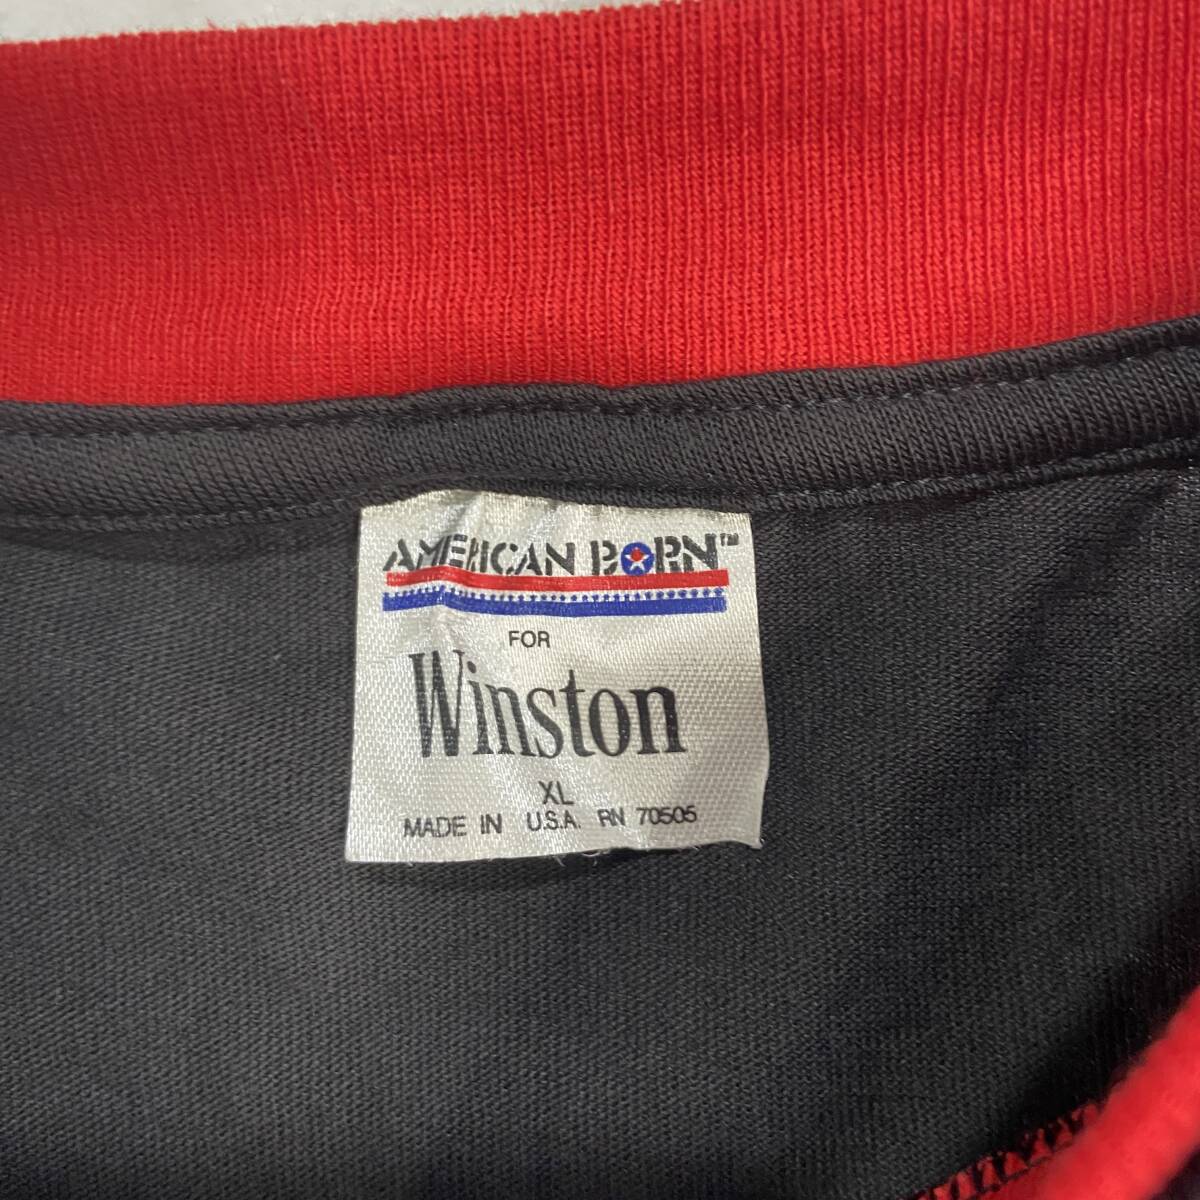 AMERICAN BORN™
FOR
Winston
XL
MADE IN U.S.A. RN 70505